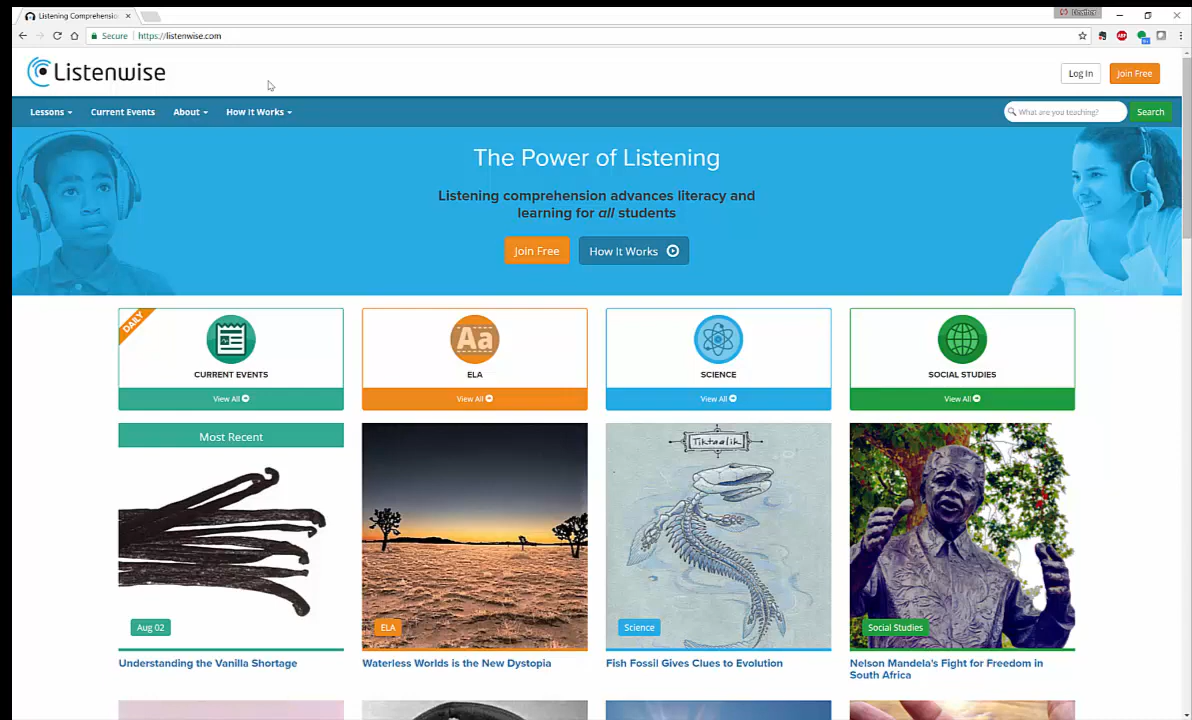 Listening Comprehensio
Heather
Secure
https://listenwise.com
Listenwise
Log In
Join Free
Lessons
Current Events
About
How It Works
What are you teaching?
Search
The Power of Listening
Listening comprehension advances literacy and
learning for all students
Join Free
How It Works
DAILY
CURRENT EVENTS
View All
Aa
ELA
View All
SCIENCE
View All
SOCIAL STUDIES
View All
Most Recent
Aug 02
Understanding the Vanilla Shortage
ELA
Waterless Worlds is the New Dystopia
Tiktaalik
Science
Fish Fossil Gives Clues to Evolution
Social Studies
Nelson Mandela's Fight for Freedom in
South Africa